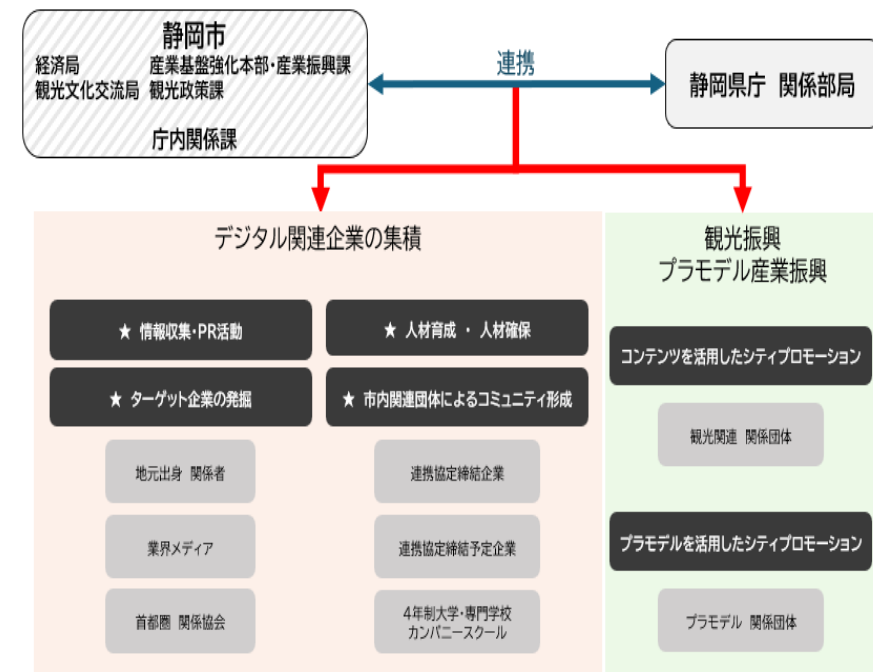 静岡市
経済局 産業基盤強化本部・産業振興課
観光文化交流局 観光政策課
庁内関係課
連携
静岡県庁 関係部局
デジタル関連企業の集積
★ 情報収集・PR活動
★ 人材育成 ・ 人材確保
★ ターゲット企業の発掘
★ 市内関連団体によるコミュニティ形成
地元出身 関係者
連携協定締結企業
業界メディア
連携協定締結予定企業
首都圏 関係協会
4年制大学・専門学校
カンパニースクール
観光振興
プラモデル産業振興
コンテンツを活用したシティプロモーション
観光関連 関係団体
プラモデルを活用したシティプロモーション
プラモデル 関係団体